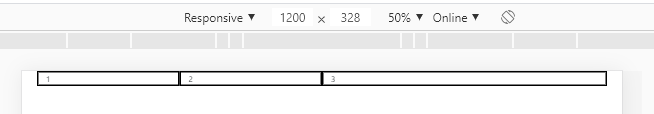 Responsive ▼ 1200 × 328 50% ▼ Online ▼
1 2 3